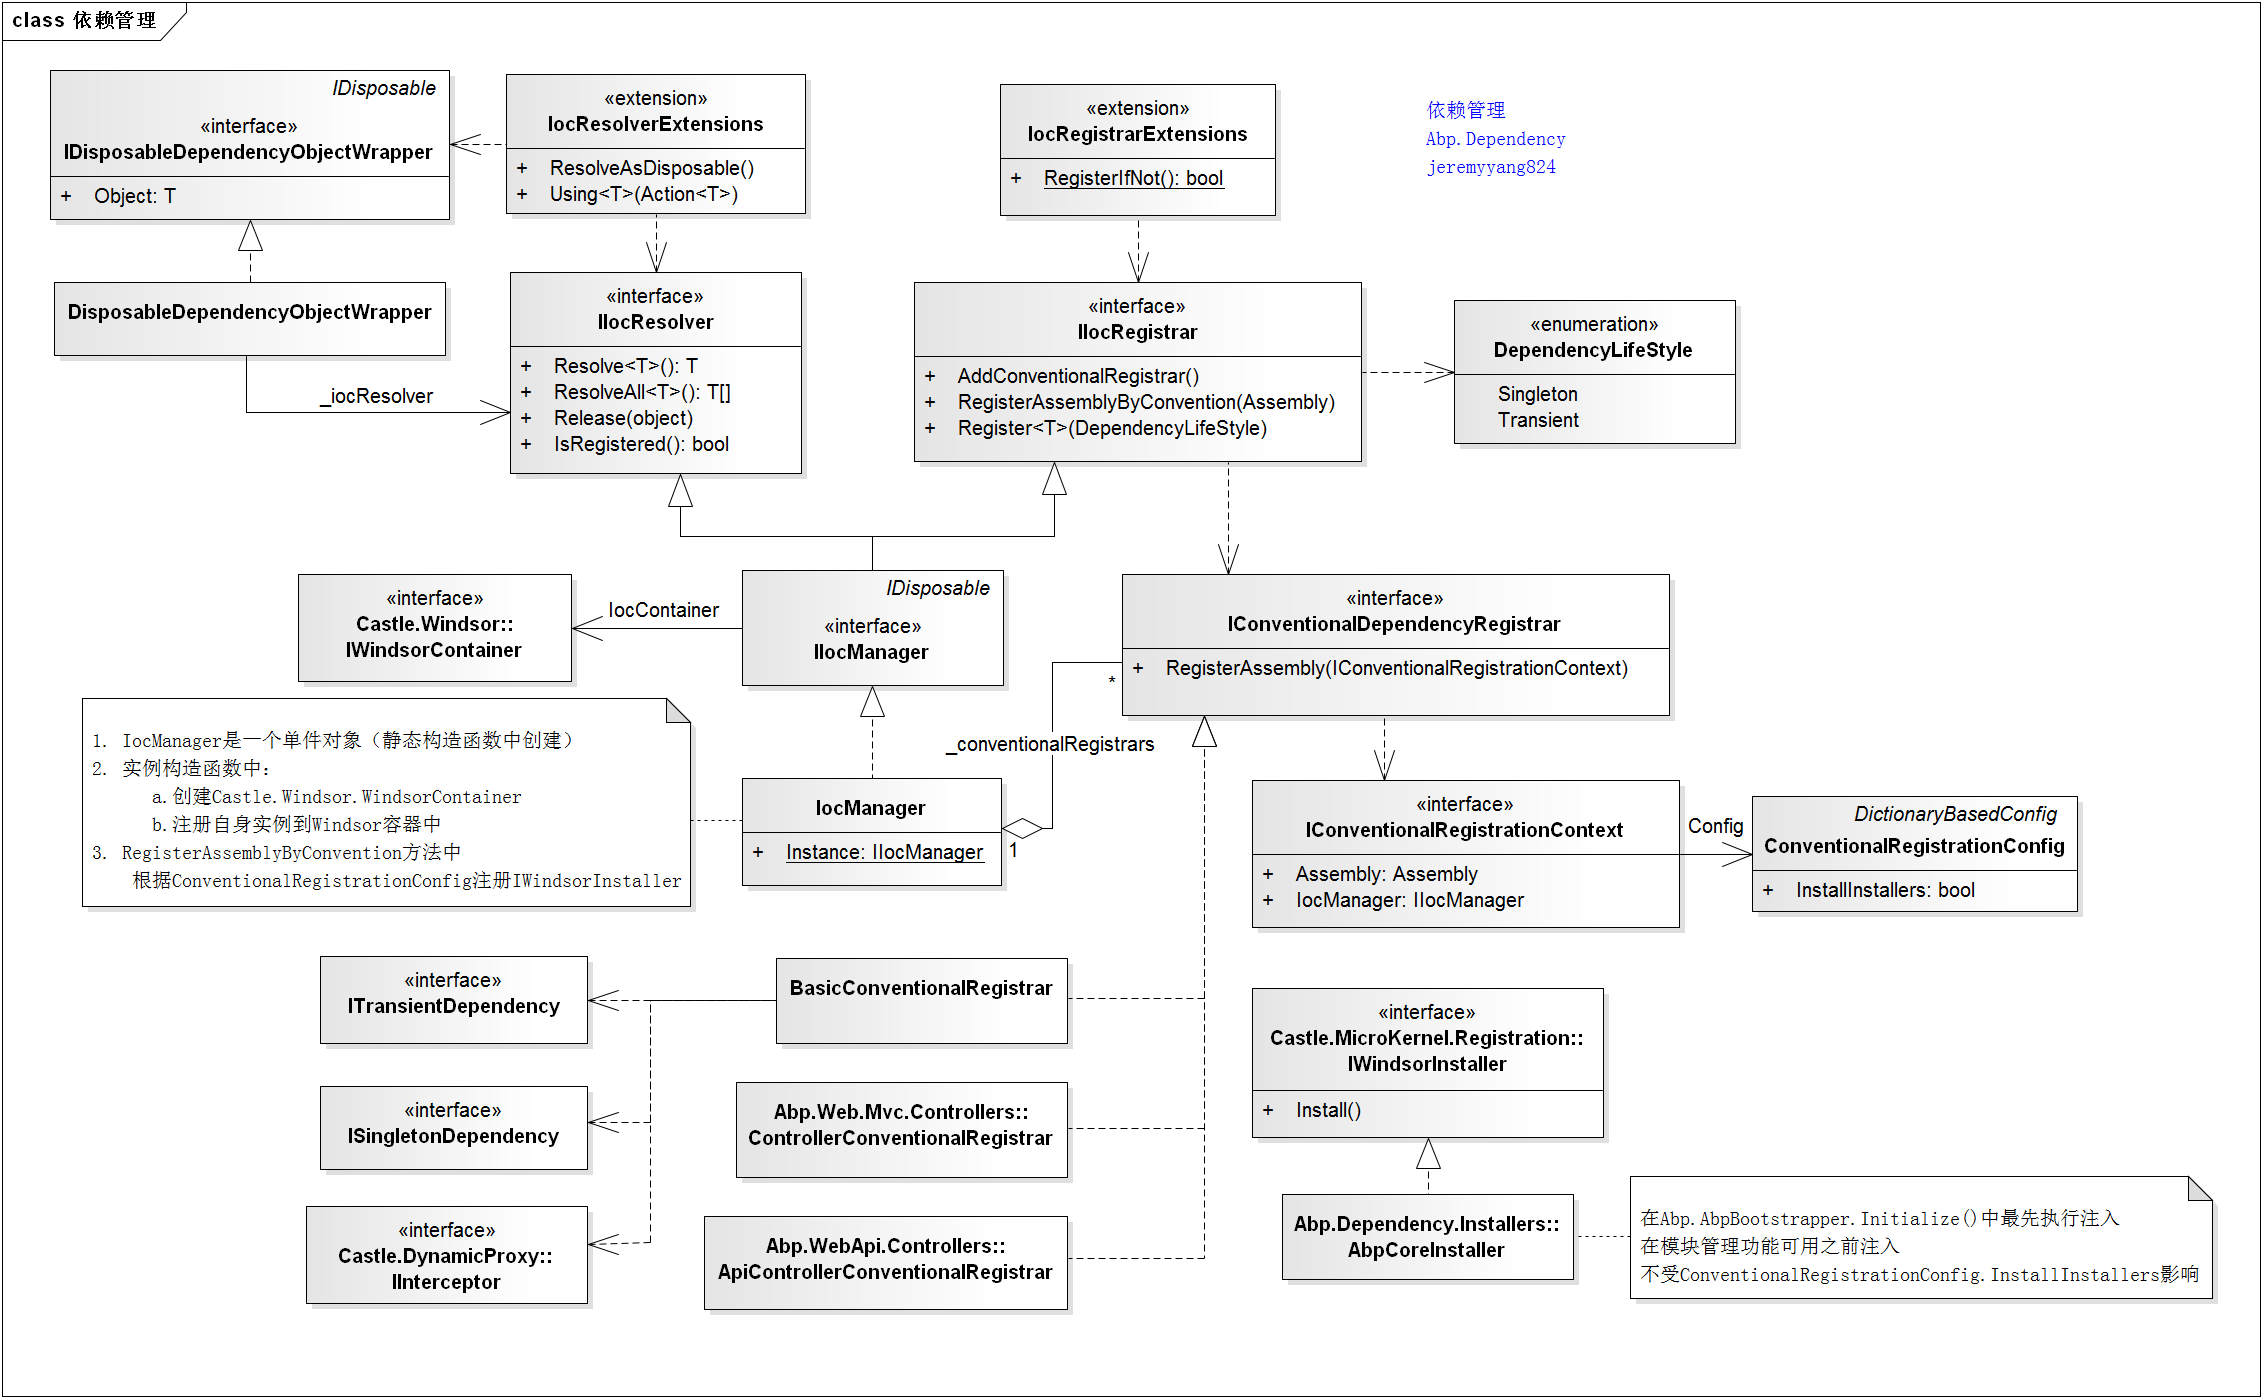 class 依赖管理
IDisposable
«interface»
IDisposableDependencyObjectWrapper
+ Object: T
«extension»
IocResolverExtensions
+ ResolveAsDisposable()
+ Using<T>(Action<T>)
«extension»
IocRegistrarExtensions
+ RegisterIfNot(): bool
依赖管理
Abp.Dependency
jeremyyang824
DisposableDependencyObjectWrapper
_iocResolver
«interface»
IIocResolver
+ Resolve<T>(): T
+ ResolveAll<T>(): T[]
+ Release(object)
+ IsRegistered(): bool
«interface»
IIocRegistrar
+ AddConventionalRegistrar()
+ RegisterAssemblyByConvention(Assembly)
+ Register<T>(DependencyLifeStyle)
«enumeration»
DependencyLifeStyle
Singleton
Transient
«interface»
Castle.Windsor::
IWindsorContainer
IocContainer
IDisposable
«interface»
IIocManager
«interface»
IConventionalDependencyRegistrar
+ RegisterAssembly(IConventionalRegistrationContext)
*
_conventionalRegistrars
1. IocManager是一个单件对象（静态构造函数中创建）
2. 实例构造函数中：
a.创建Castle.Windsor.WindsorContainer
b.注册自身实例到Windsor容器中
3. RegisterAssemblyByConvention方法中
根据ConventionalRegistrationConfig注册IWindsorInstaller
IocManager
+ Instance: IIocManager
1
«interface»
IConventionalRegistrationContext
+ Assembly: Assembly
+ IocManager: IIocManager
Config
DictionaryBasedConfig
ConventionalRegistrationConfig
+ InstallInstallers: bool
«interface»
ITransientDependency
BasicConventionalRegistrar
«interface»
Castle.MicroKernel.Registration::
IWindsorInstaller
+ Install()
«interface»
ISingletonDependency
Abp.Web.Mvc.Controllers::
ControllerConventionalRegistrar
«interface»
Castle.DynamicProxy::
IInterceptor
Abp.WebApi.Controllers::
ApiControllerConventionalRegistrar
Abp.Dependency.Installers::
AbpCoreInstaller
在Abp.AbpBootstrapper.Initialize()中最先执行注入
在模块管理功能可用之前注入
不受ConventionalRegistrationConfig.InstallInstallers影响